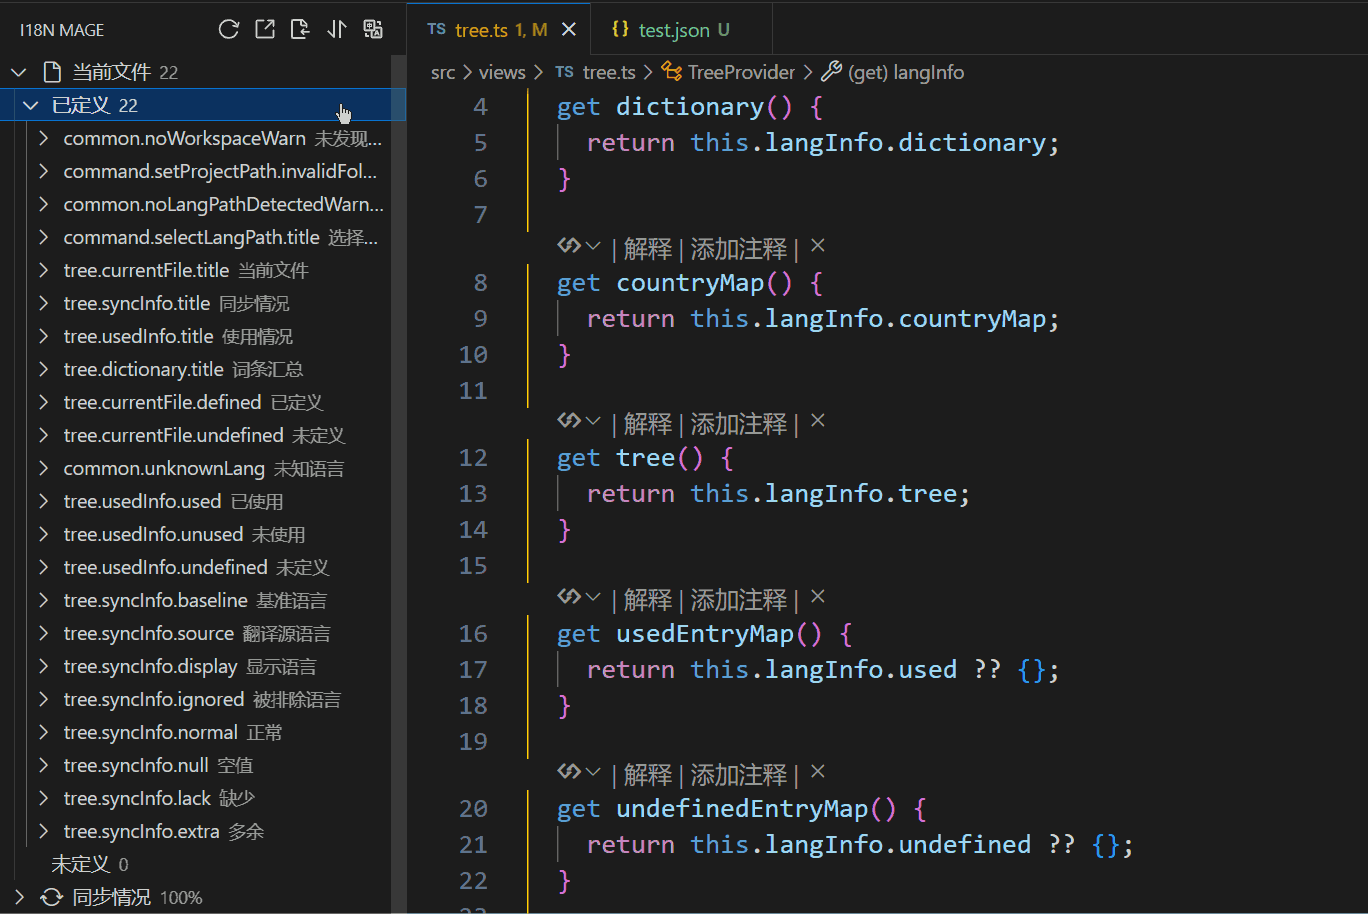 I18N MAGE
当前文件 22
已定义 22
common.noWorkspaceWarn 未发现...
command.setProjectPath.invalidFol...
common.noLangPathDetectedWarn...
command.selectLangPath.title 选择...
tree.currentFile.title 当前文件
tree.syncInfo.title 同步情况
tree.usedInfo.title 使用情况
tree.dictionary.title 词条汇总
tree.currentFile.defined 已定义
tree.currentFile.undefined 未定义
common.unknownLang 未知语言
tree.usedInfo.used 已使用
tree.usedInfo.unused 未使用
tree.usedInfo.undefined 未定义
tree.syncInfo.baseline 基准语言
tree.syncInfo.source 翻译源语言
tree.syncInfo.display 显示语言
tree.syncInfo.ignored 被排除语言
tree.syncInfo.normal 正常
tree.syncInfo.null 空值
tree.syncInfo.lack 缺少
tree.syncInfo.extra 多余
未定义 0
同步情况 100%
TS tree.ts 1, M
{} test.json U
src > views > TS tree.ts > TreeProvider > (get) langInfo
4 get dictionary() {
5 return this.langInfo.dictionary;
6 }
7
| 解释 | 添加注释 | ×
8 get countryMap() {
9 return this.langInfo.countryMap;
10 }
11
| 解释 | 添加注释 | ×
12 get tree() {
13 return this.langInfo.tree;
14 }
15
| 解释 | 添加注释 | ×
16 get usedEntryMap() {
17 return this.langInfo.used ?? {};
18 }
19
| 解释 | 添加注释 | ×
20 get undefinedEntryMap() {
21 return this.langInfo.undefined ?? {};
22 }